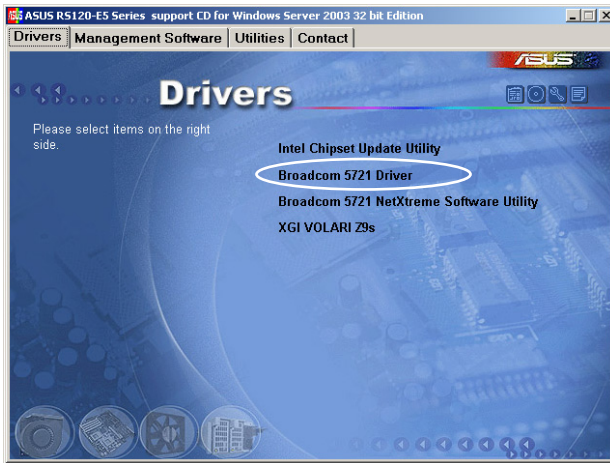 ASUS RS120-E5 Series support CD for Windows Server 2003 32 bit Edition
Drivers Management Software Utilities Contact
ASUS
Drivers
Please select items on the right
side.
Intel Chipset Update Utility
Broadcom 5721 Driver
Broadcom 5721 NetXtreme Software Utility
XGI VOLARI Z9s